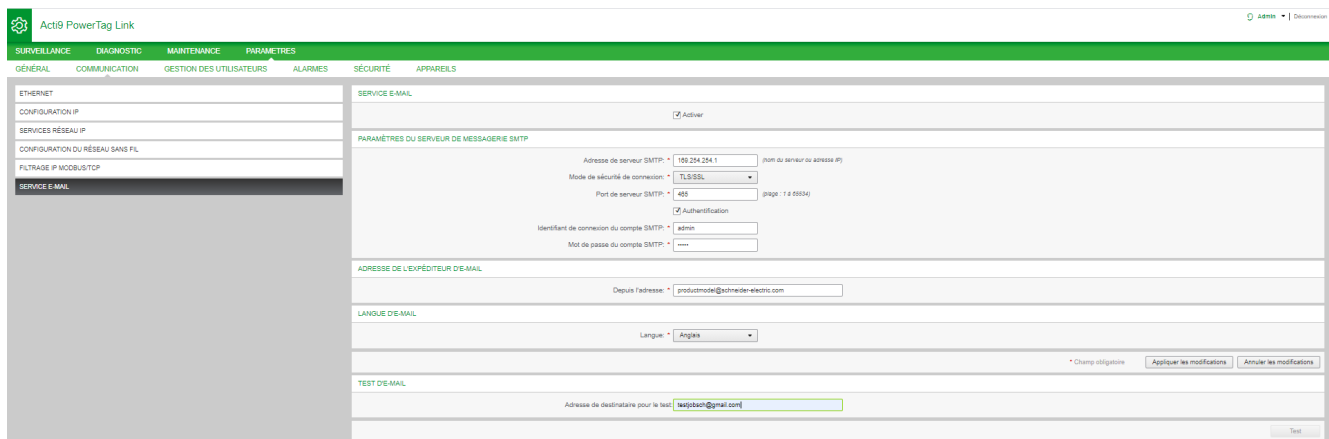 Acti9 PowerTag Link
Admin | Déconnexion
SURVEILLANCE DIAGNOSTIC MAINTENANCE PARAMETRES
GÉNÉRAL COMMUNICATION GESTION DES UTILISATEURS ALARMES SÉCURITÉ APPAREILS
ETHERNET
CONFIGURATION IP
SERVICES RÉSEAU IP
CONFIGURATION DU RÉSEAU SANS FIL
FILTRAGE IP MODBUS/TCP
SERVICE E-MAIL
SERVICE E-MAIL
Activer
PARAMÈTRES DU SERVEUR DE MESSAGERIE SMTP
Adresse de serveur SMTP: * 169.254.254.1 (nom du serveur ou adresse IP)
Mode de sécurité de connexion: * TLS/SSL
Port de serveur SMTP: * 465 (plage : 1 à 65534)
Authentification
Identifiant de connexion du compte SMTP: * admin
Mot de passe du compte SMTP: * •••••
ADRESSE DE L'EXPÉDITEUR D'E-MAIL
Depuis l'adresse: * productmodel@schneider-electric.com
LANGUE D'E-MAIL
Langue: * Anglais
* Champ obligatoire Appliquer les modifications Annuler les modifications
TEST D'E-MAIL
Adresse de destinataire pour le test: testjobsch@gmail.com
Test